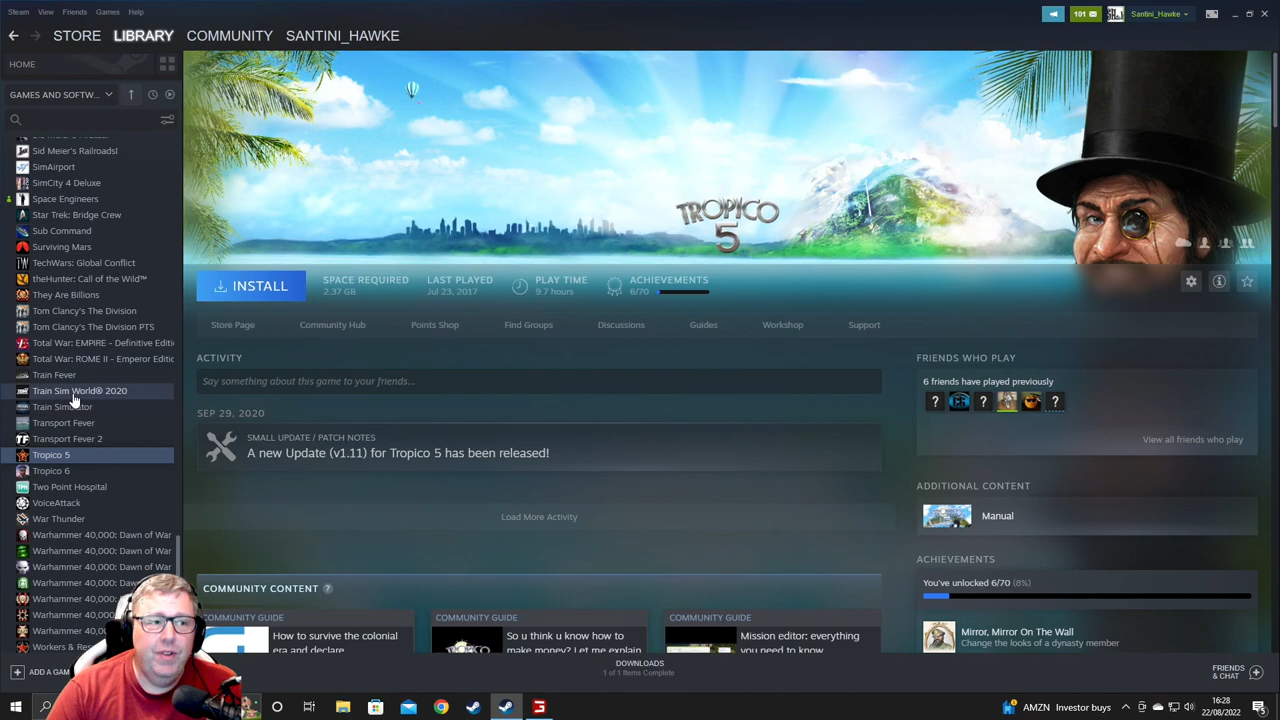 Steam View Friends Games Help
101 Santini_Hawke
STORE LIBRARY COMMUNITY SANTINI_HAWKE
HOME
GAMES AND SOFTW...
Sid Meier's Railroads!
SimAirport
SimCity 4 Deluxe
Space Engineers
Star Trek: Bridge Crew
Sub Command
Surviving Mars
TechWars: Global Conflict
theHunter: Call of the Wild™
They Are Billions
Tom Clancy's The Division
Tom Clancy's The Division PTS
Total War: EMPIRE - Definitive Editi
Total War: ROME II - Emperor Editic
Train Fever
Train Sim World® 2020
Train Simulator
Transport Fever
Transport Fever 2
Tropico 5
Tropico 6
Two Point Hospital
VoiceAttack
War Thunder
Warhammer 40,000: Dawn of War
Warhammer 40,000: Dawn of War
Warhammer 40,000: Dawn of War
Warhammer 40,000: Daw
Warhammer 40,00
Warhammer 40,0
Warhammer 40,0
Workers & Res
ADD A GAM
TROPICO
5
INSTALL
SPACE REQUIRED
2.37 GB
LAST PLAYED
Jul 23, 2017
PLAY TIME
9.7 hours
ACHIEVEMENTS
6/70
Store Page Community Hub Points Shop Find Groups Discussions Guides Workshop Support
ACTIVITY
Say something about this game to your friends...
SEP 29, 2020
SMALL UPDATE / PATCH NOTES
A new Update (v1.11) for Tropico 5 has been released!
Load More Activity
COMMUNITY CONTENT ?
COMMUNITY GUIDE
How to survive the colonial
era and declare
COMMUNITY GUIDE
So u think u know how to
make money? Let me explain
COMMUNITY GUIDE
Mission editor: everything
you need to know
FRIENDS WHO PLAY
6 friends have played previously
? ? ?
View all friends who play
ADDITIONAL CONTENT
Manual
ACHIEVEMENTS
You've unlocked 6/70 (8%)
Mirror, Mirror On The Wall
Change the looks of a dynasty member
DOWNLOADS
1 of 1 Items Complete
FRIENDS
& CHAT
AMZN Investor buys
16:28
22/08/2022